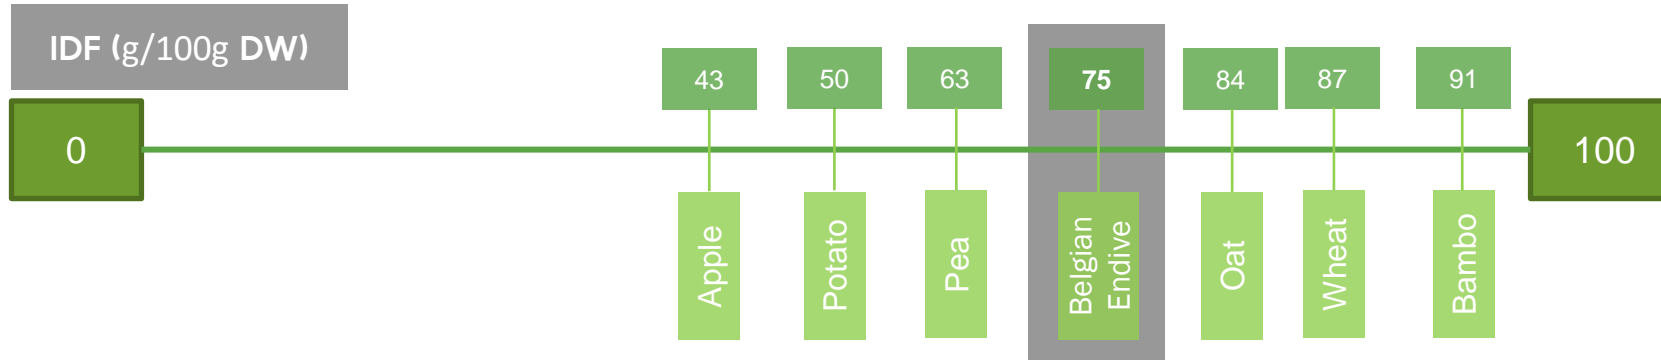 IDF (g/100g DW)
43
50
63
75
84
87
91
0
100
Apple
Potato
Pea
Belgian
Endive
Oat
Wheat
Bambo